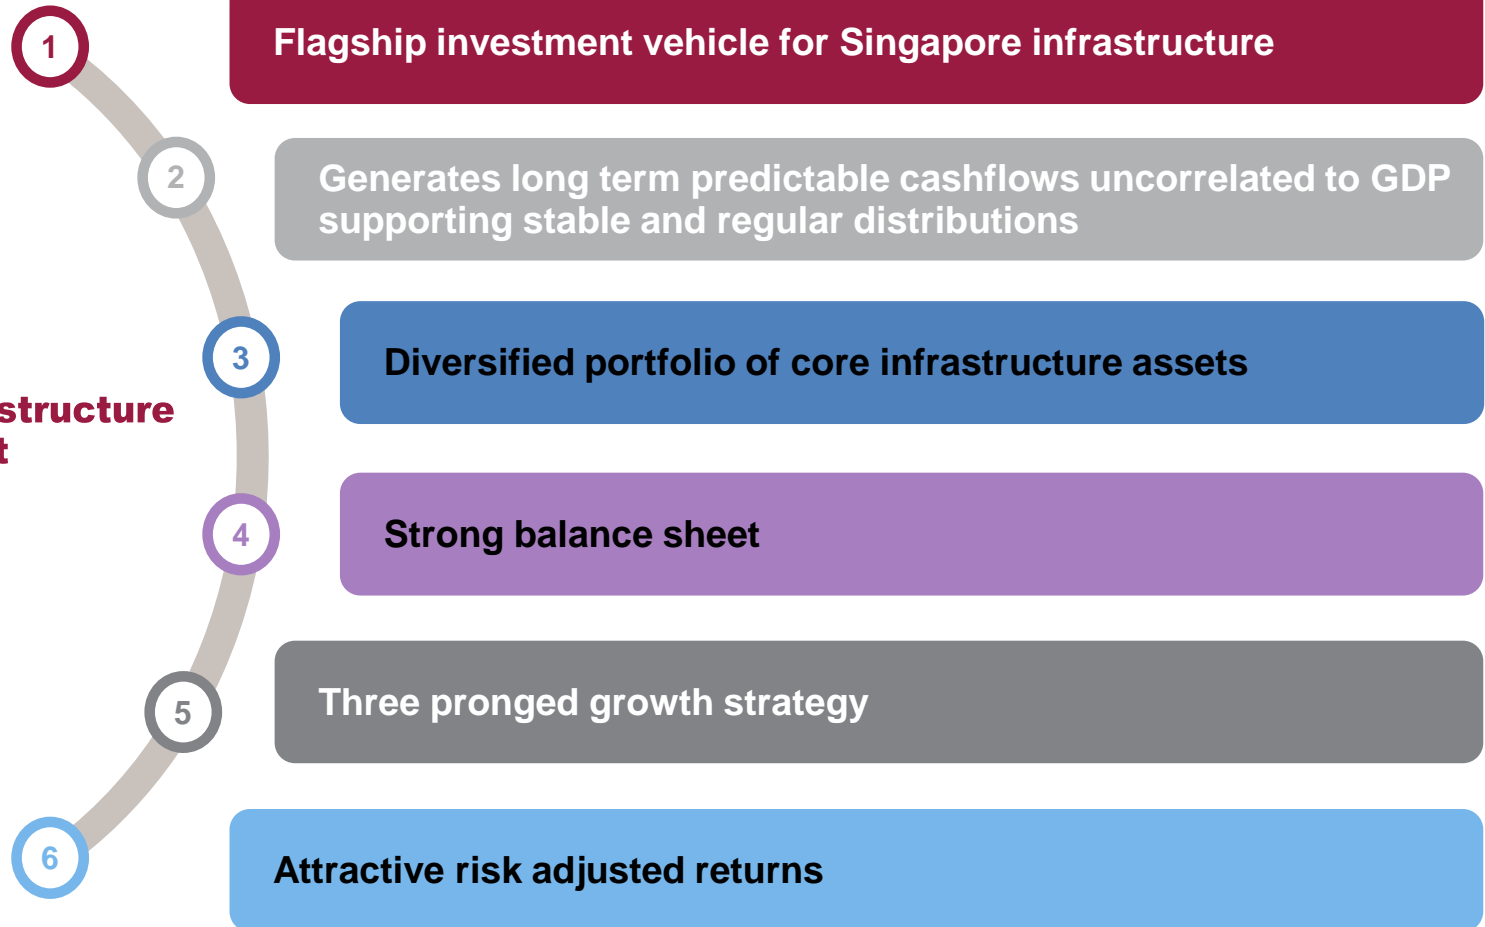 1
Flagship investment vehicle for Singapore infrastructure
2
Generates long term predictable cashflows uncorrelated to GDP
supporting stable and regular distributions
3
Diversified portfolio of core infrastructure assets
4
Strong balance sheet
5
Three pronged growth strategy
6
Attractive risk adjusted returns